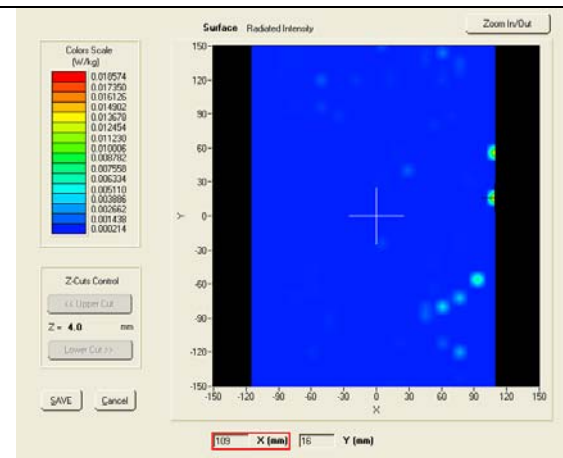 Surface Radiated Intensity
Zoom In/Out
Colors Scale
(W/kg)
0.018574
0.017350
0.016126
0.014902
0.013678
0.012454
0.011230
0.010006
0.008782
0.007558
0.006334
0.005110
0.003886
0.002662
0.001438
0.000214
Z-Cuts Control
<< Upper Cut
Z = 4.0 mm
Lower Cut >>
SAVE
Cancel
150
120
90
60
30
0
-30
-60
-90
-120
-150
Y
-150 -120 -90 -60 -30 0 30 60 90 120 150
X
109 X (mm) 16 Y (mm)